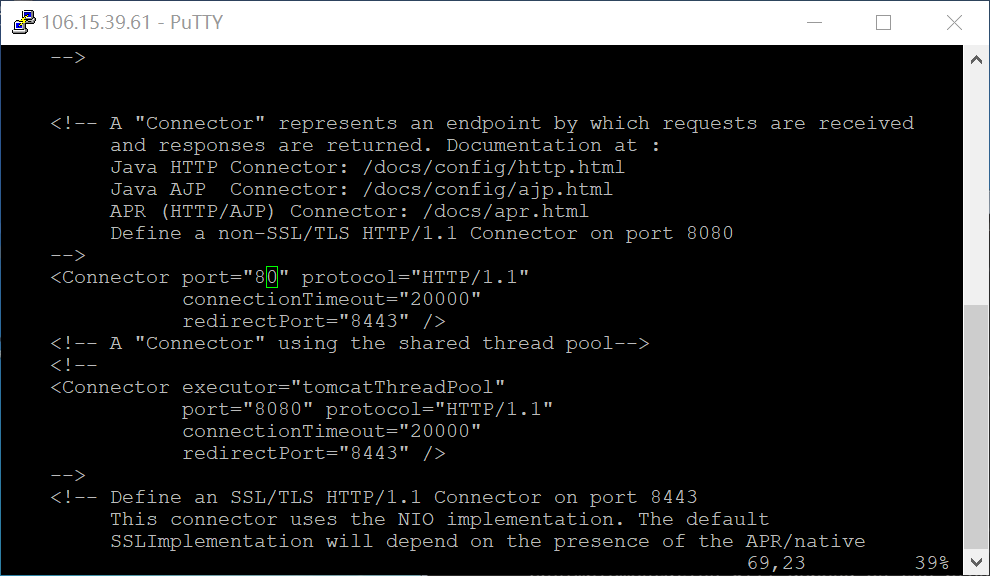 106.15.39.61 - PuTTY
-->
<!-- A "Connector" represents an endpoint by which requests are received
and responses are returned. Documentation at :
Java HTTP Connector: /docs/config/http.html
Java AJP  Connector: /docs/config/ajp.html
APR (HTTP/AJP) Connector: /docs/apr.html
Define a non-SSL/TLS HTTP/1.1 Connector on port 8080
-->
<Connector port="80" protocol="HTTP/1.1"
connectionTimeout="20000"
redirectPort="8443" />
<!-- A "Connector" using the shared thread pool-->
<!--
<Connector executor="tomcatThreadPool"
port="8080" protocol="HTTP/1.1"
connectionTimeout="20000"
redirectPort="8443" />
-->
<!-- Define an SSL/TLS HTTP/1.1 Connector on port 8443
This connector uses the NIO implementation. The default
SSLImplementation will depend on the presence of the APR/native
69,23 39%